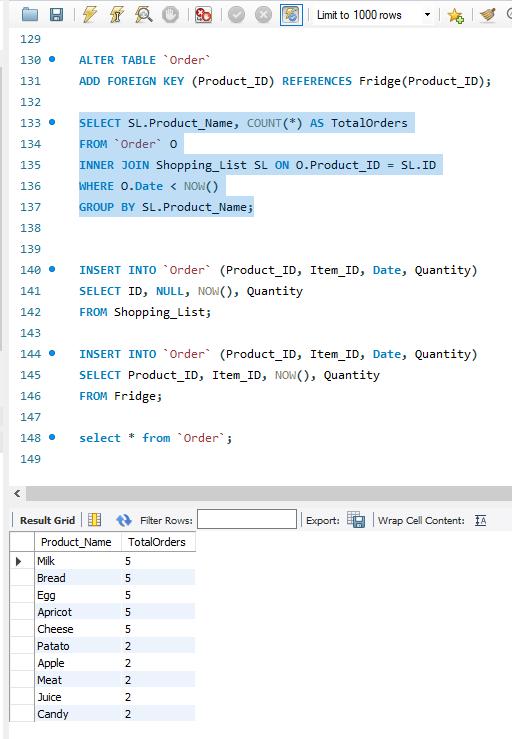 Limit to 1000 rows
129
130 ALTER TABLE `Order`
131 ADD FOREIGN KEY (Product_ID) REFERENCES Fridge(Product_ID);
132
133 SELECT SL.Product_Name, COUNT(*) AS TotalOrders
134 FROM `Order` O
135 INNER JOIN Shopping_List SL ON O.Product_ID = SL.ID
136 WHERE O.Date < NOW()
137 GROUP BY SL.Product_Name;
138
139
140 INSERT INTO `Order` (Product_ID, Item_ID, Date, Quantity)
141 SELECT ID, NULL, NOW(), Quantity
142 FROM Shopping_List;
143
144 INSERT INTO `Order` (Product_ID, Item_ID, Date, Quantity)
145 SELECT Product_ID, Item_ID, NOW(), Quantity
146 FROM Fridge;
147
148 select * from `Order`;
149
Result Grid Filter Rows: Export: Wrap Cell Content:
Product_Name TotalOrders
Milk 5
Bread 5
Egg 5
Apricot 5
Cheese 5
Patato 2
Apple 2
Meat 2
Juice 2
Candy 2